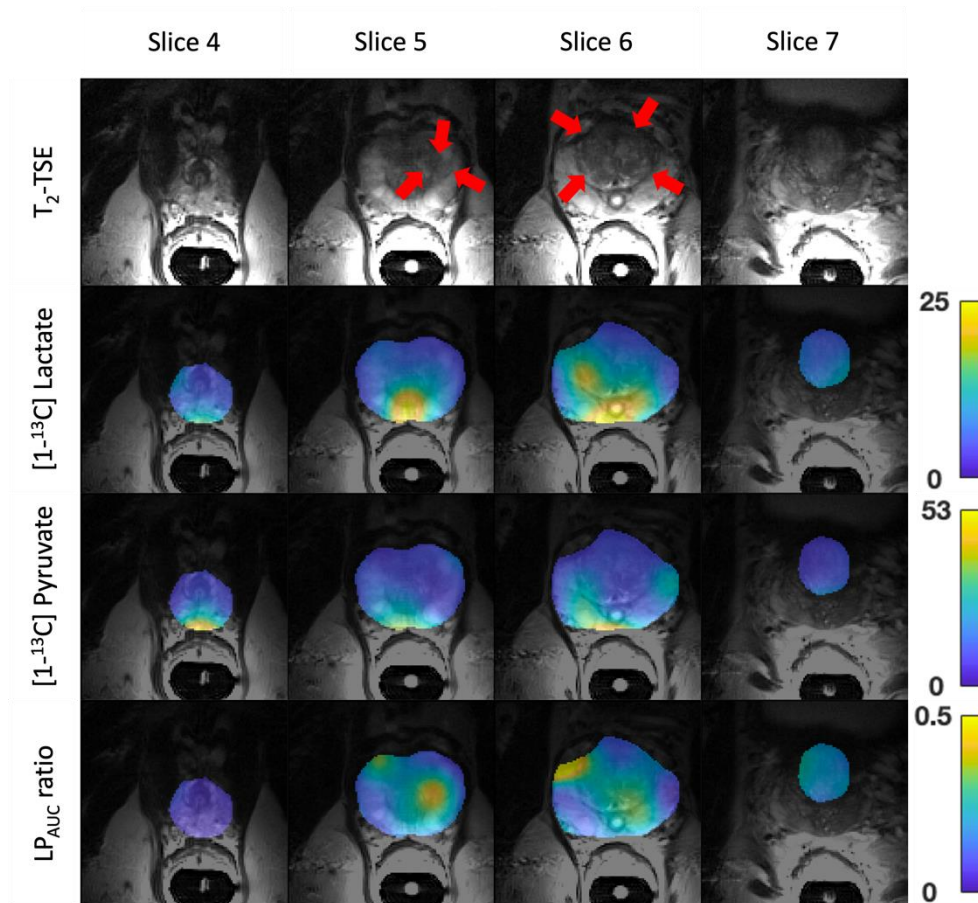 Slice 4 Slice 5 Slice 6 Slice 7
T₂-TSE
[1-¹³C] Lactate
25
0
[1-¹³C] Pyruvate
53
0
LP_AUC ratio
0.5
0